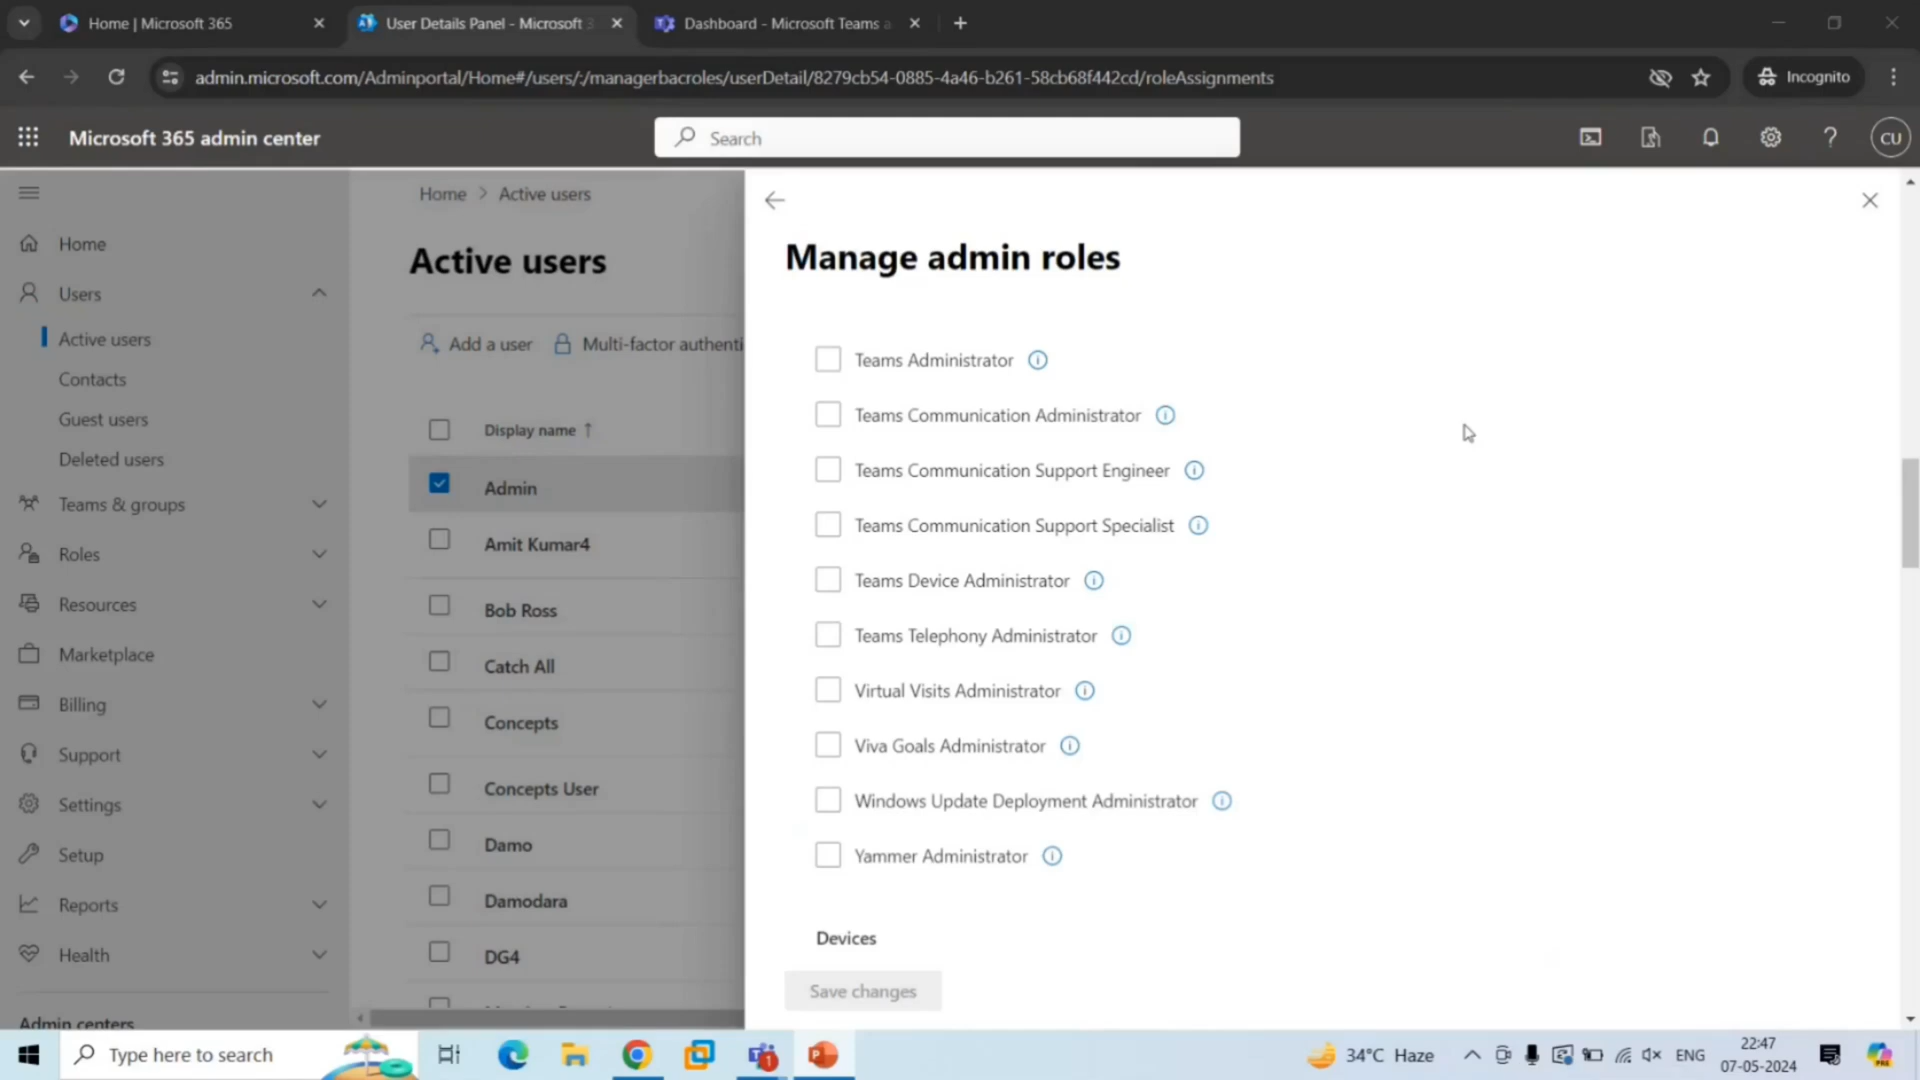 Home | Microsoft 365
User Details Panel - Microsoft 3
Dashboard - Microsoft Teams a
admin.microsoft.com/Adminportal/Home#/users/:/managerbacroles/userDetail/8279cb54-0885-4a46-b261-58cb68f442cd/roleAssignments
Incognito
Microsoft 365 admin center
Search
CU
Home
Users
Active users
Contacts
Guest users
Deleted users
Teams & groups
Roles
Resources
Marketplace
Billing
Support
Settings
Setup
Reports
Health
Admin centers
Home > Active users
Active users
Add a user
Multi-factor authenti
Display name ↑
Admin
Amit Kumar4
Bob Ross
Catch All
Concepts
Concepts User
Damo
Damodara
DG4
Manage admin roles
Teams Administrator
Teams Communication Administrator
Teams Communication Support Engineer
Teams Communication Support Specialist
Teams Device Administrator
Teams Telephony Administrator
Virtual Visits Administrator
Viva Goals Administrator
Windows Update Deployment Administrator
Yammer Administrator
Devices
Save changes
Type here to search
34°C Haze
ENG
22:47
07-05-2024